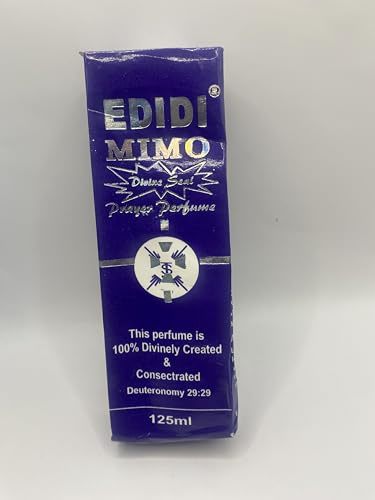 EDIDI®
MIMO
Divine Seal
Prayer Perfume
This perfume is
100% Divinely Created
&
Consectrated
Deuteronomy 29:29
125ml